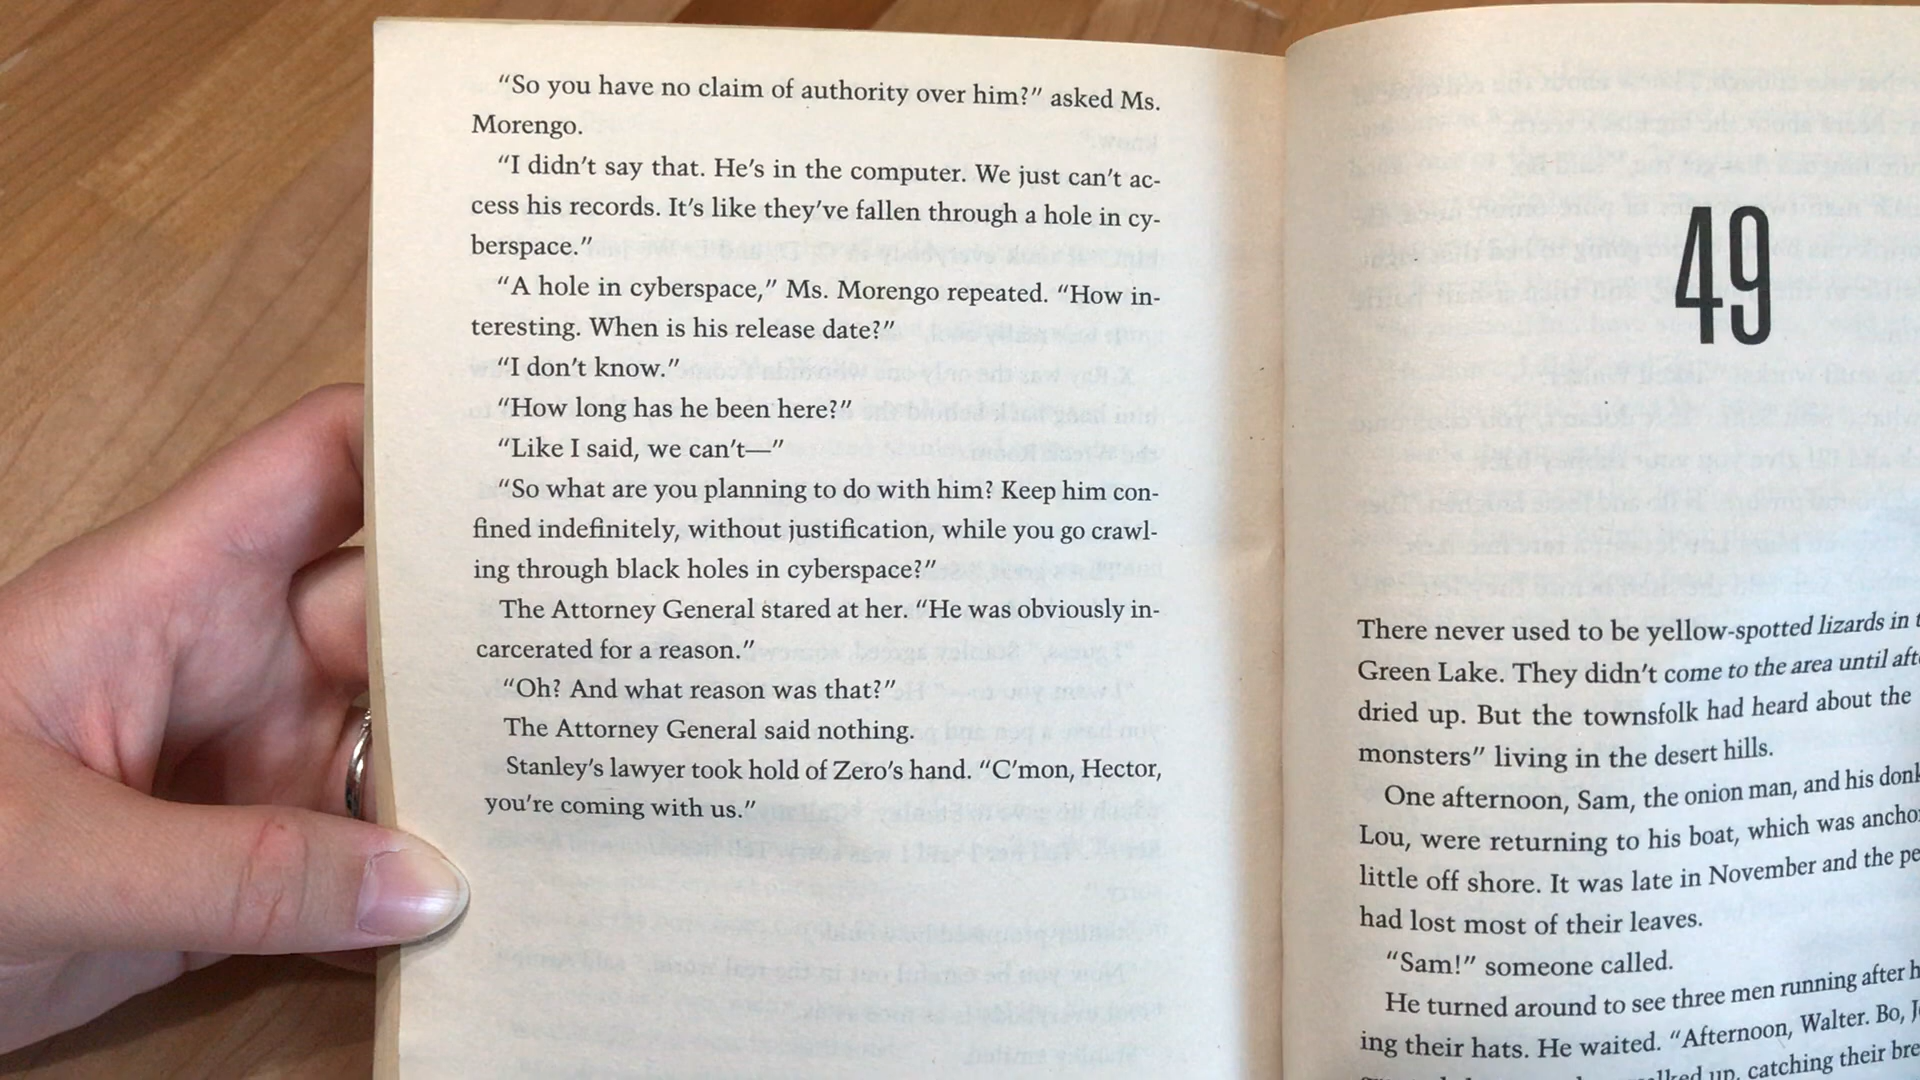 “So you have no claim of authority over him?” asked Ms.
Morengo.
“I didn’t say that. He’s in the computer. We just can’t ac-
cess his records. It’s like they’ve fallen through a hole in cy-
berspace.”
“A hole in cyberspace,” Ms. Morengo repeated. “How in-
teresting. When is his release date?”
“I don’t know.”
“How long has he been here?”
“Like I said, we can’t—”
“So what are you planning to do with him? Keep him con-
fined indefinitely, without justification, while you go crawl-
ing through black holes in cyberspace?”
The Attorney General stared at her. “He was obviously in-
carcerated for a reason.”
“Oh? And what reason was that?”
The Attorney General said nothing.
Stanley’s lawyer took hold of Zero’s hand. “C’mon, Hector,
you’re coming with us.”
49
There never used to be yellow-spotted lizards in
Green Lake. They didn’t come to the area until
dried up. But the townsfolk had heard about the
monsters” living in the desert hills.
One afternoon, Sam, the onion man, and his
Lou, were returning to his boat, which was
little off shore. It was late in November and the
had lost most of their leaves.
“Sam!” someone called.
He turned around to see three men running after
ing their hats. He waited. “Afternoon, Walter. Bo,
up, catching their